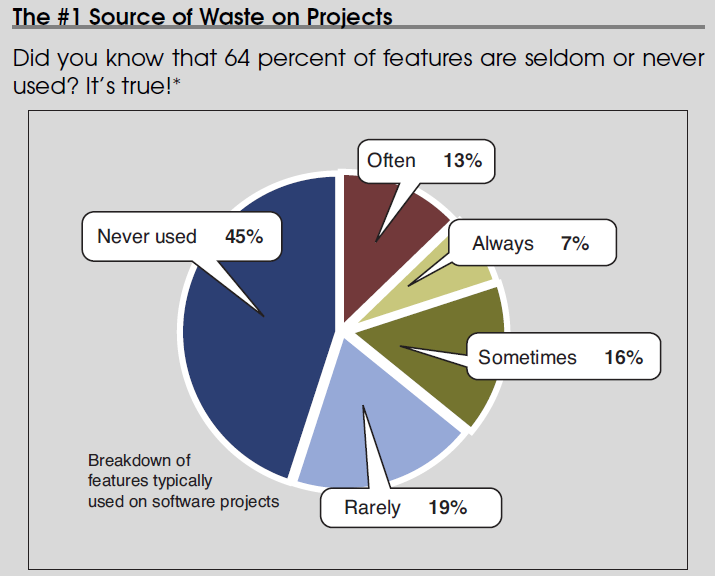 The #1 Source of Waste on Projects
Did you know that 64 percent of features are seldom or never
used? It's true!*
Often 13%
Never used 45%
Always 7%
Sometimes 16%
Breakdown of
features typically
used on software projects
Rarely 19%